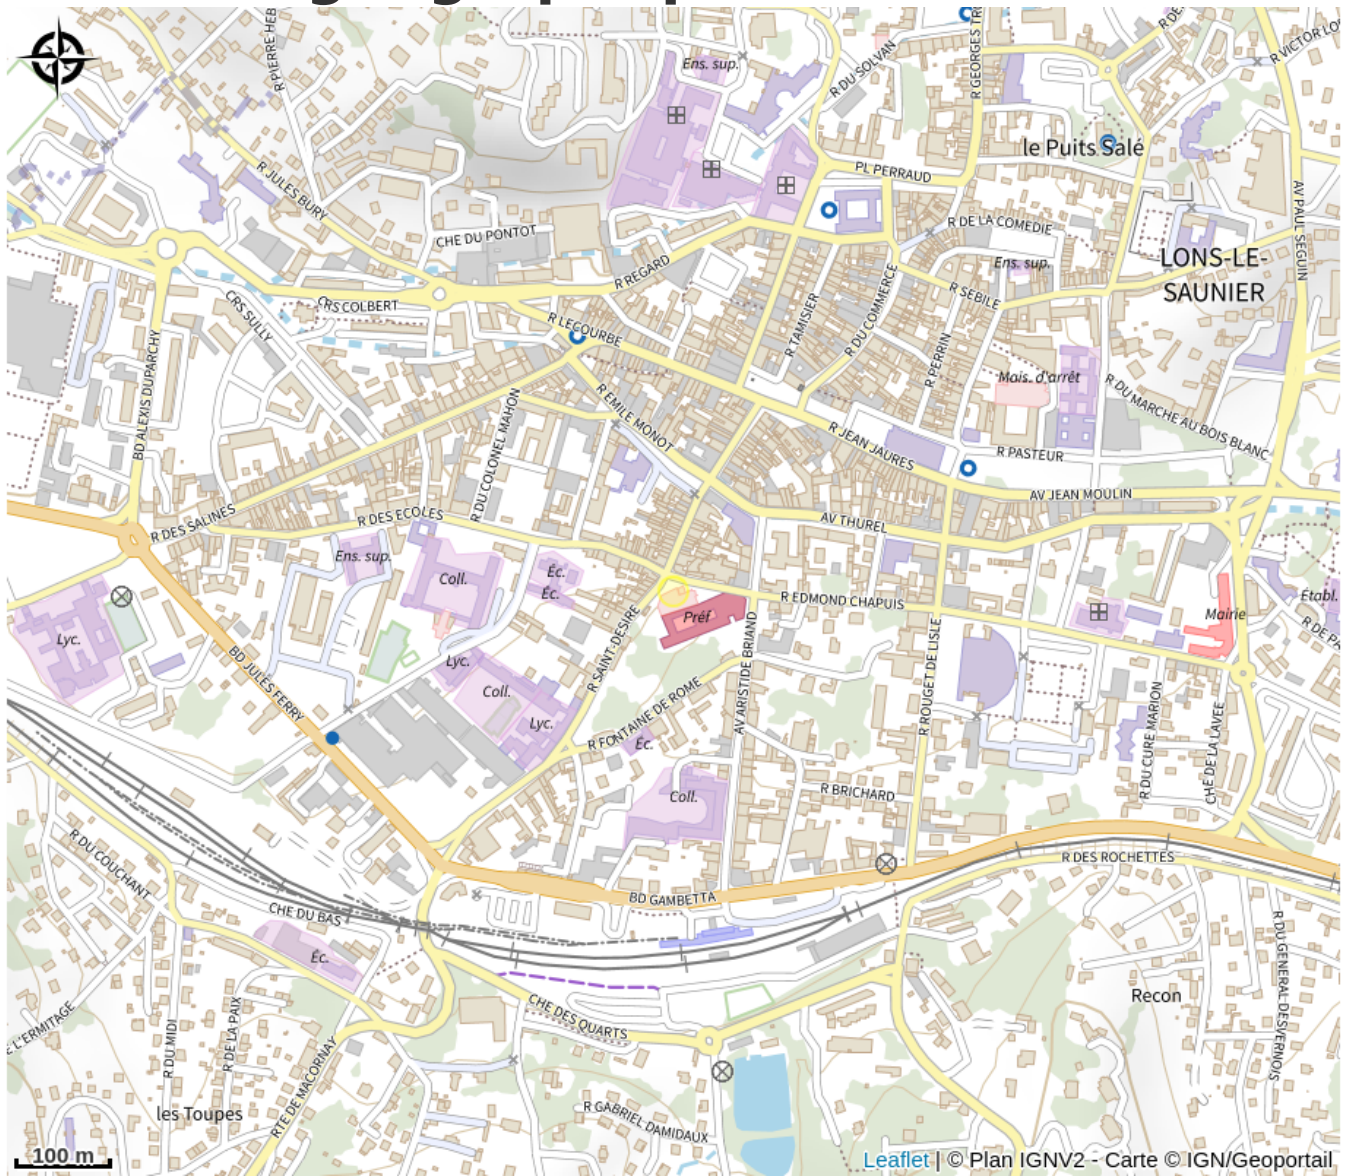 Ens. sup.
R DU SOLVAN
R GEORGES TR
R DE
R VICTOR LO
R PIERRE HEB
le Puits Salé
PL PERRAUD
R JULES BURY
AV PAUL SEGUIN
R DE LA COMEDIE
CHE DU PONTOT
Ens. sup.
LONS-LE-
SAUNIER
R REGARD
R SEBILE
CRS COLBERT
CRS SULLY
R LECOURBE
R TAMISIER
R DU COMMERCE
R PERRIN
BD ALEXIS DUPARCHY
Mais. d'arrêt
R DU MARCHE AU BOIS BLANC
R EMILE MONOT
R DU COLONEL MAHON
R JEAN JAURES
R PASTEUR
AV JEAN MOULIN
R DES SALINES
R DES ECOLES
AV THUREL
Ens. sup.
Coll.
Éc.
Éc.
R EDMOND CHAPUIS
Préf
Mairie
Établ.
R DE PA
Lyc.
R SAINT-DESIRE
AV ARISTIDE BRIAND
R ROUGET DE LISLE
BD JULES FERRY
Lyc.
Coll.
Lyc.
R FONTAINE DE ROME
Éc.
R DU CURE MARION
CHE DE LA LAVEE
Coll.
R BRICHARD
R DU COUCHANT
R DES ROCHETTES
BD GAMBETTA
CHE DU BAS
Éc.
R DU GENERAL DESVERNOIS
Recon
E L'ERMITAGE
R DU MIDI
R DE LA PAIX
RTE DE MACORNAY
CHE DES QUARTS
les Toupes
R GABRIEL DAMIDAUX
100 m
Leaflet | © Plan IGNV2 - Carte © IGN/Geoportail